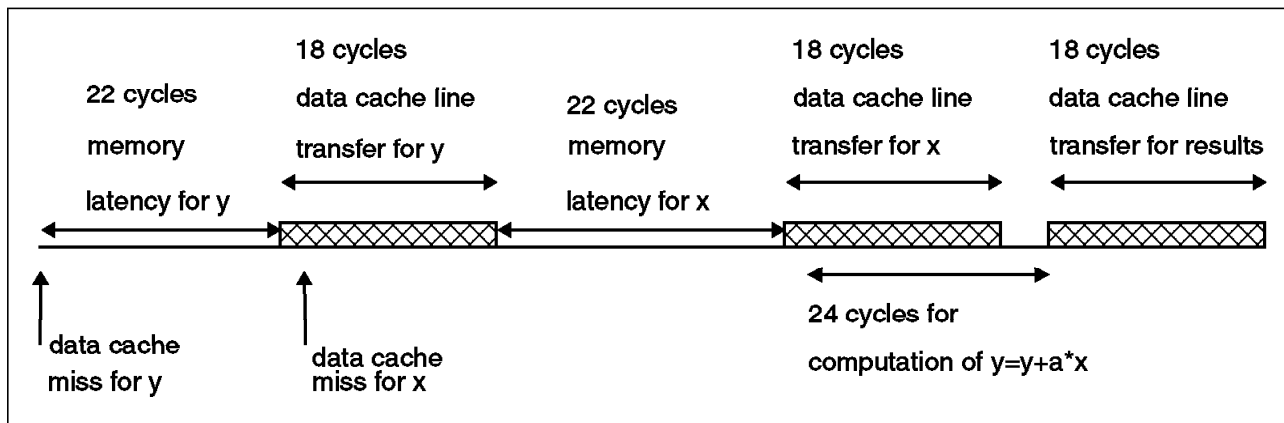 22 cycles
memory
latency for y
18 cycles
data cache line
transfer for y
22 cycles
memory
latency for x
18 cycles
data cache line
transfer for x
18 cycles
data cache line
transfer for results
data cache
miss for y
data cache
miss for x
24 cycles for
computation of y=y+a*x